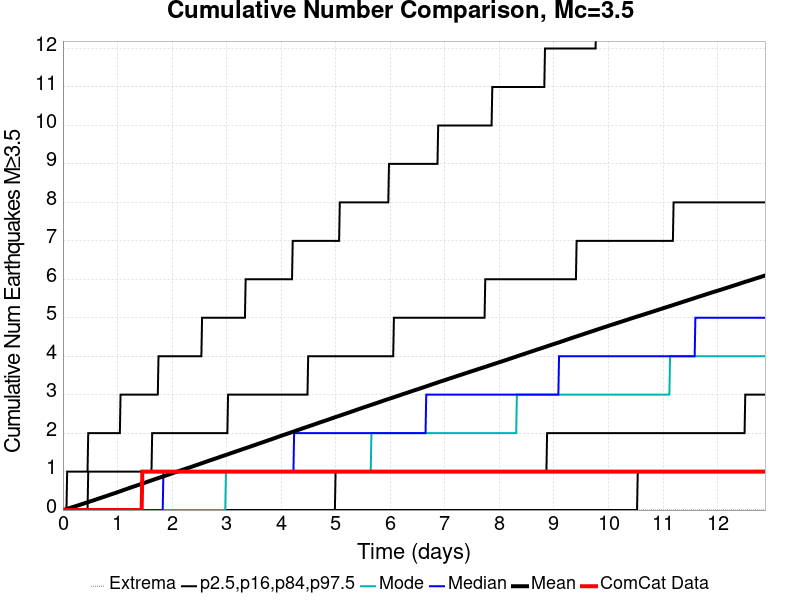 Cumulative Number Comparison, Mc=3.5
Cumulative Num Earthquakes M≥3.5
12
11
10
9
8
7
6
5
4
3
2
1
0
0 1 2 3 4 5 6 7 8 9 10 11 12
Time (days)
Extrema p2.5,p16,p84,p97.5 Mode Median Mean ComCat Data